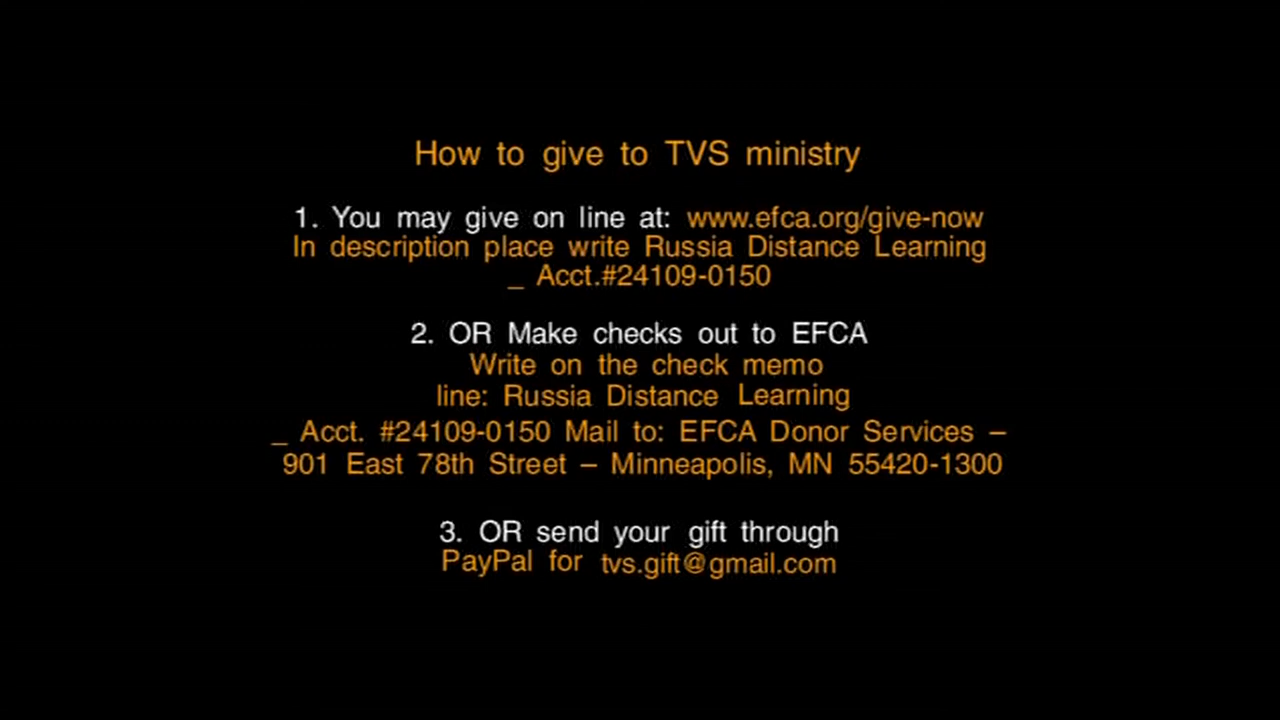 How to give to TVS ministry
1. You may give on line at: www.efca.org/give-now
In description place write Russia Distance Learning
_ Acct.#24109-0150
2. OR Make checks out to EFCA
Write on the check memo
line: Russia Distance Learning
_ Acct. #24109-0150 Mail to: EFCA Donor Services –
901 East 78th Street – Minneapolis, MN 55420-1300
3. OR send your gift through
PayPal for tvs.gift@gmail.com